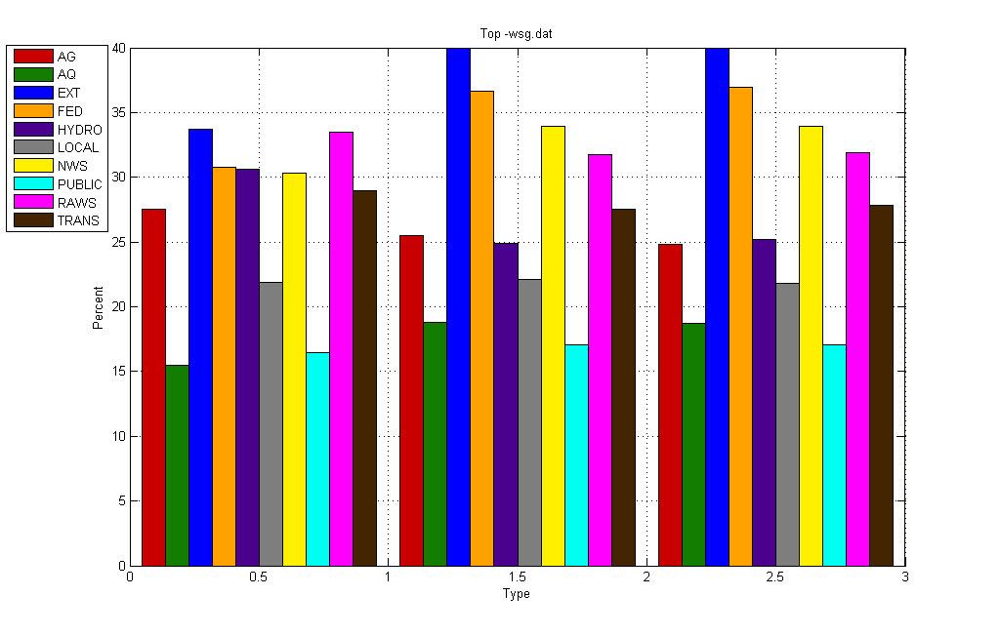 Top -wsg.dat
AG
AQ
EXT
FED
HYDRO
LOCAL
NWS
PUBLIC
RAWS
TRANS
40
35
30
25
20
15
10
5
0
Percent
0 0.5 1 1.5 2 2.5 3
Type